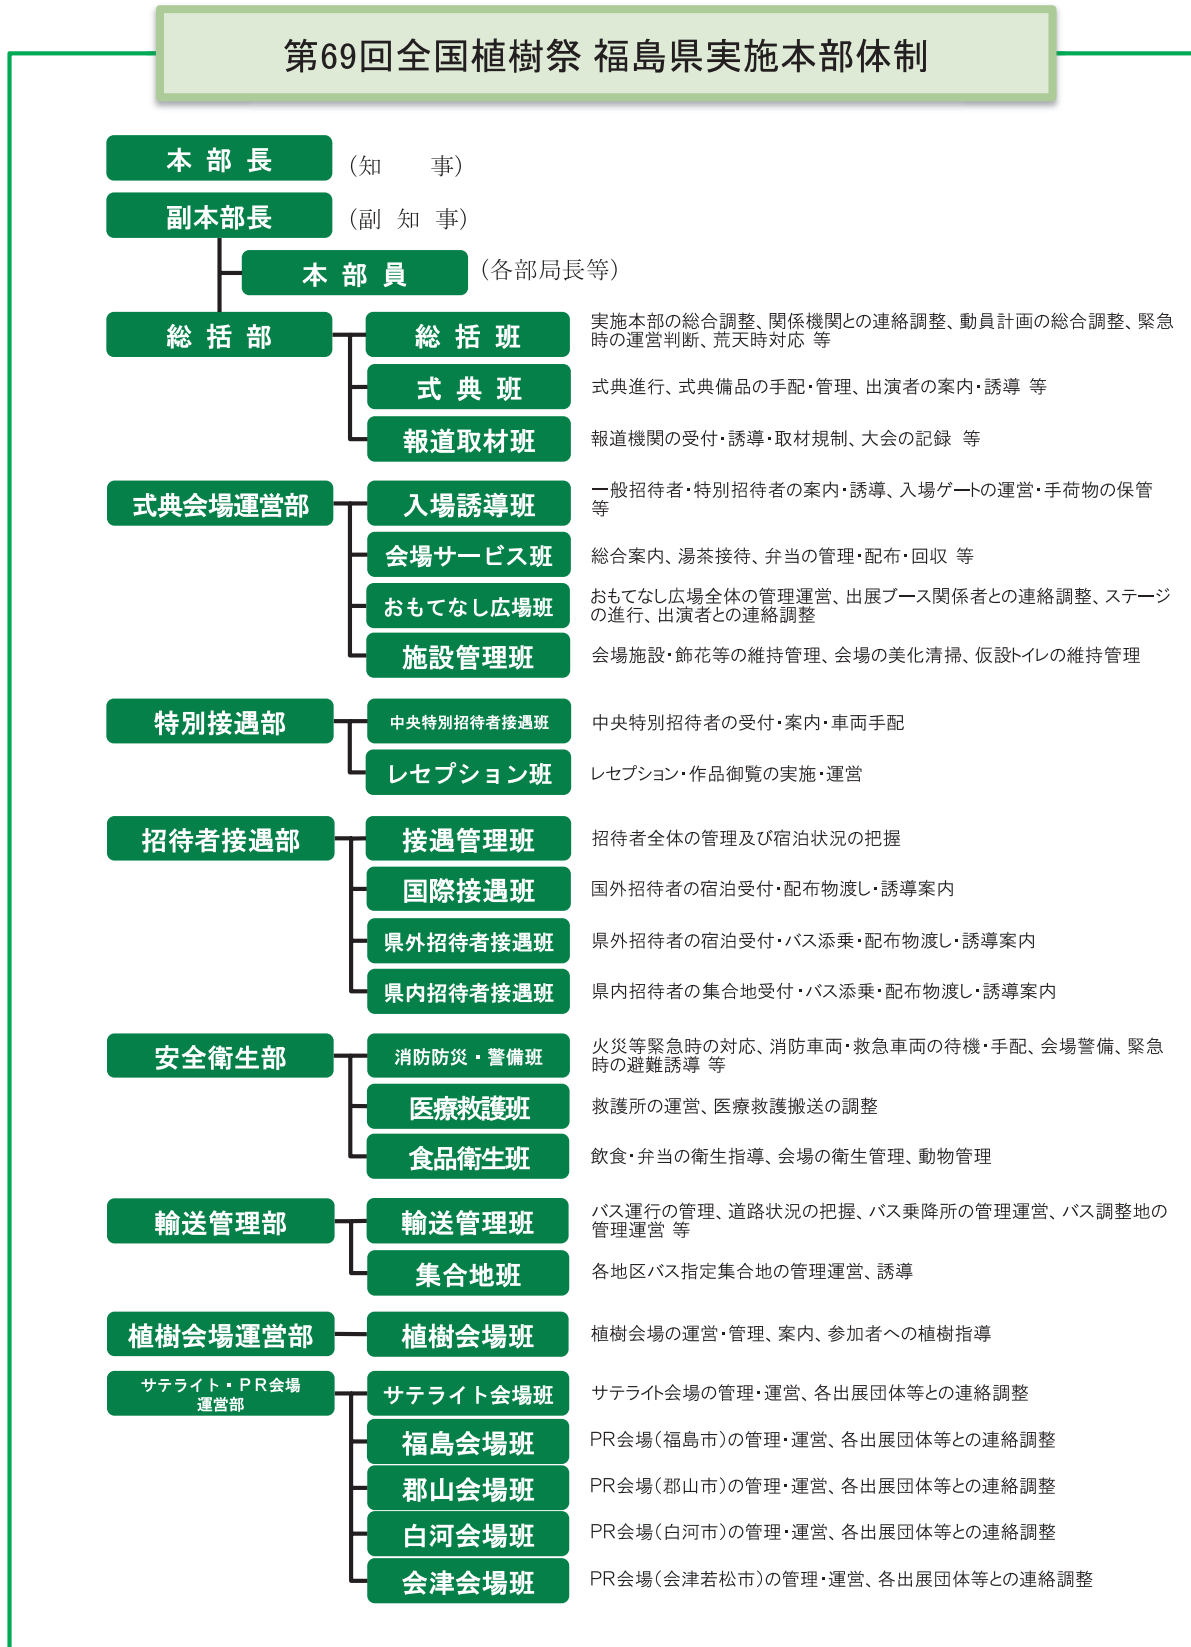 第69回全国植樹祭 福島県実施本部体制
本部長 (知 事)
副本部長 (副知事)
本部員 (各部局長等)
総括部
総括班
実施本部の総合調整、関係機関との連絡調整、動員計画の総合調整、緊急
時の運営判断、荒天時対応 等
式典班
式典進行、式典備品の手配・管理、出演者の案内・誘導 等
報道取材班
報道機関の受付・誘導・取材規制、大会の記録 等
式典会場運営部
入場誘導班
一般招待者・特別招待者の案内・誘導、入場ゲートの運営・手荷物の保管
等
会場サービス班
総合案内、湯茶接待、弁当の管理・配布・回収 等
おもてなし広場班
おもてなし広場全体の管理運営、出展ブース関係者との連絡調整、ステージ
の進行、出演者との連絡調整
施設管理班
会場施設・飾花等の維持管理、会場の美化清掃、仮設トイレの維持管理
特別接遇部
中央特別招待者接遇班
中央特別招待者の受付・案内・車両手配
レセプション班
レセプション・作品御覧の実施・運営
招待者接遇部
接遇管理班
招待者全体の管理及び宿泊状況の把握
国際接遇班
国外招待者の宿泊受付・配布物渡し・誘導案内
県外招待者接遇班
県外招待者の宿泊受付・バス添乗・配布物渡し・誘導案内
県内招待者接遇班
県内招待者の集合地受付・バス添乗・配布物渡し・誘導案内
安全衛生部
消防防災・警備班
火災等緊急時の対応、消防車両・救急車両の待機・手配、会場警備、緊急
時の避難誘導 等
医療救護班
救護所の運営、医療救護搬送の調整
食品衛生班
飲食・弁当の衛生指導、会場の衛生管理、動物管理
輸送管理部
輸送管理班
バス運行の管理、道路状況の把握、バス乗降所の管理運営、バス調整地の
管理運営 等
集合地班
各地区バス指定集合地の管理運営、誘導
植樹会場運営部
植樹会場班
植樹会場の運営・管理、案内、参加者への植樹指導
サテライト・PR会場
運営部
サテライト会場班
サテライト会場の管理・運営、各出展団体等との連絡調整
福島会場班
PR会場(福島市)の管理・運営、各出展団体等との連絡調整
郡山会場班
PR会場(郡山市)の管理・運営、各出展団体等との連絡調整
白河会場班
PR会場(白河市)の管理・運営、各出展団体等との連絡調整
会津会場班
PR会場(会津若松市)の管理・運営、各出展団体等との連絡調整